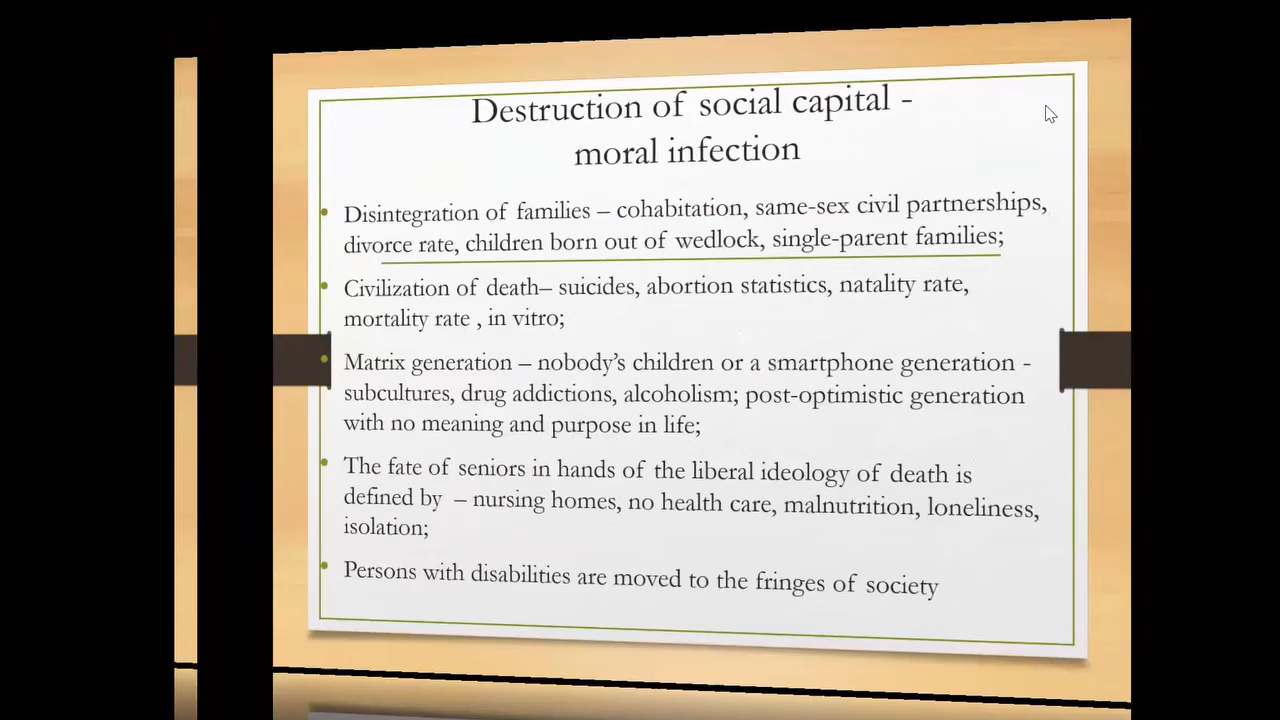 Destruction of social capital -
moral infection
• Disintegration of families – cohabitation, same-sex civil partnerships,
divorce rate, children born out of wedlock, single-parent families;
• Civilization of death– suicides, abortion statistics, natality rate,
mortality rate , in vitro;
• Matrix generation – nobody’s children or a smartphone generation -
subcultures, drug addictions, alcoholism; post-optimistic generation
with no meaning and purpose in life;
• The fate of seniors in hands of the liberal ideology of death is
defined by – nursing homes, no health care, malnutrition, loneliness,
isolation;
• Persons with disabilities are moved to the fringes of society